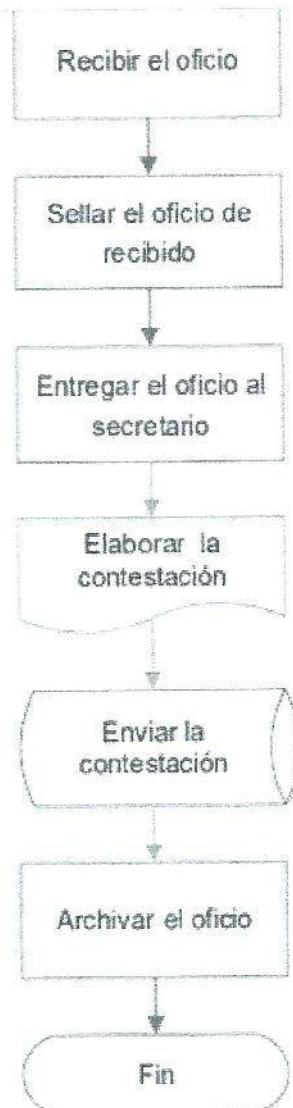 Recibir el oficio
Sellar el oficio de
recibido
Entregar el oficio al
secretario
Elaborar la
contestación
Enviar la
contestación
Archivar el oficio
Fin